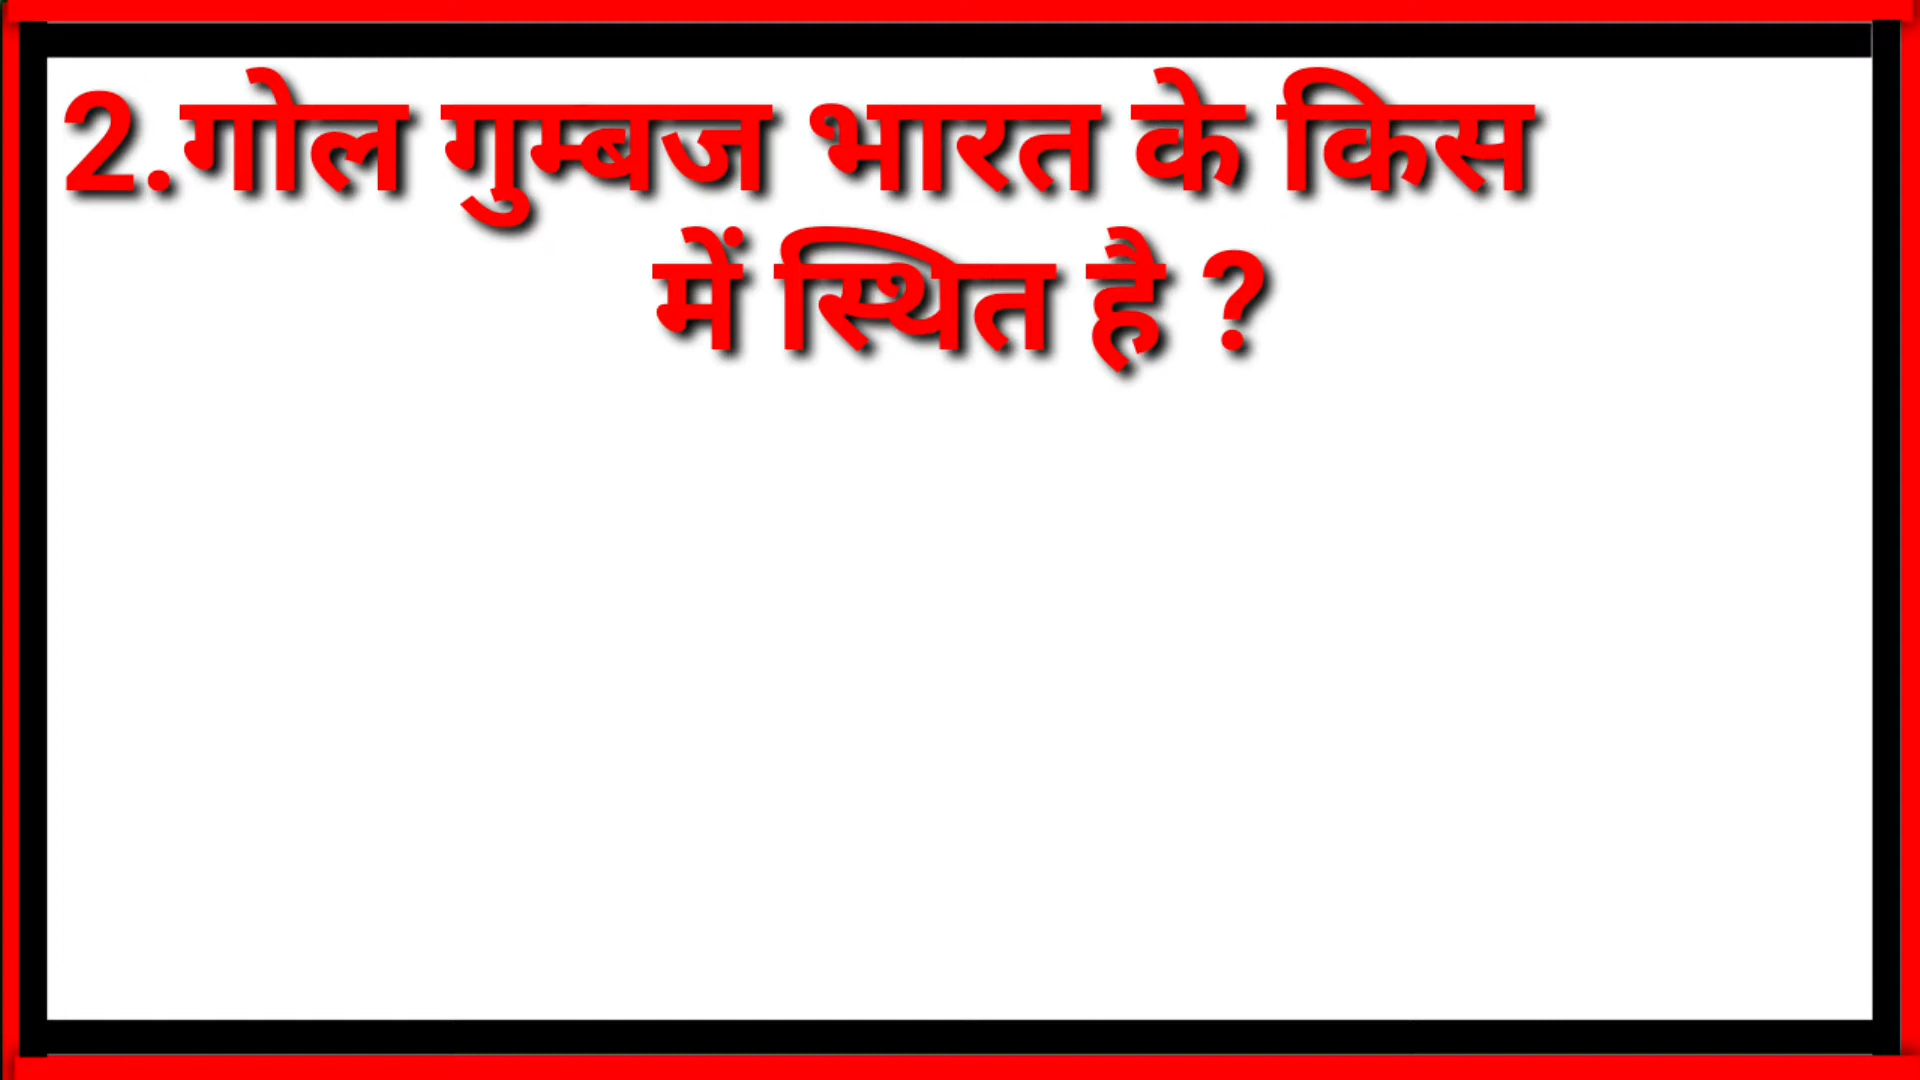 2.गोल गुम्बज भारत के किस
में स्थित है ?